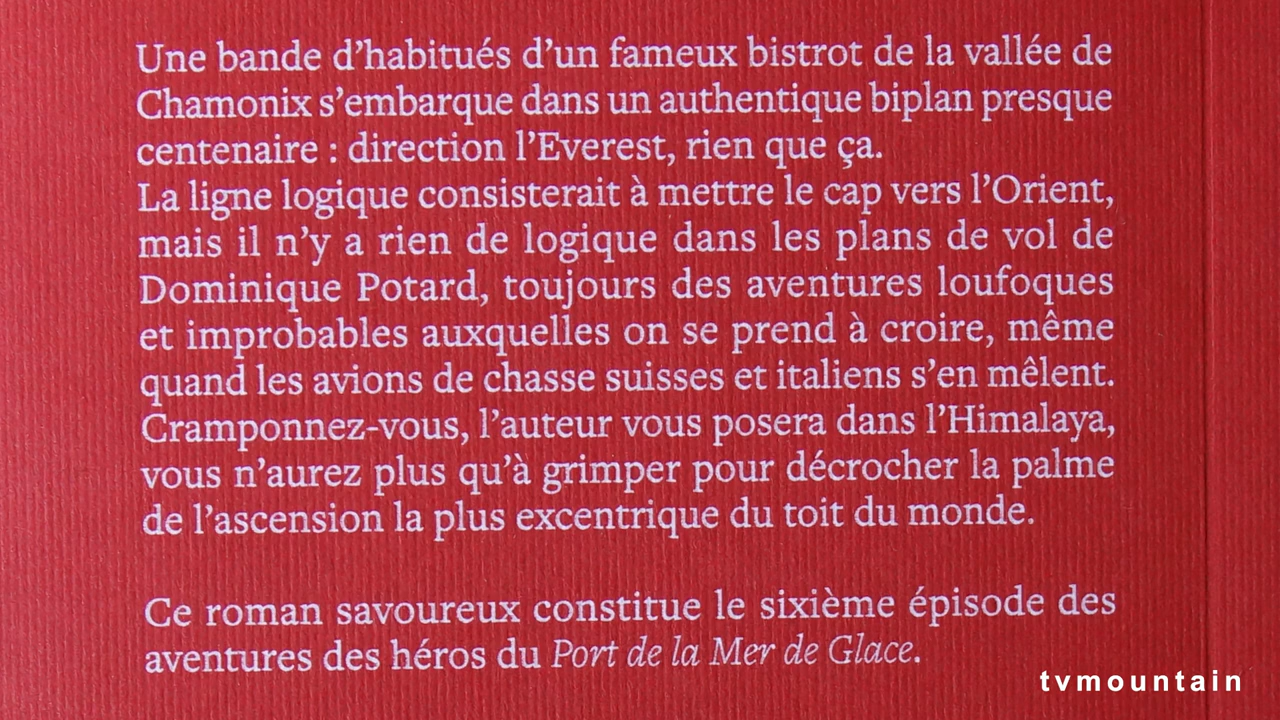 Une bande d’habitués d’un fameux bistrot de la vallée de
Chamonix s’embarque dans un authentique biplan presque
centenaire : direction l’Everest, rien que ça.
La ligne logique consisterait à mettre le cap vers l’Orient,
mais il n’y a rien de logique dans les plans de vol de
Dominique Potard, toujours des aventures loufoques
et improbables auxquelles on se prend à croire, même
quand les avions de chasse suisses et italiens s’en mêlent.
Cramponnez-vous, l’auteur vous posera dans l’Himalaya,
vous n’aurez plus qu’à grimper pour décrocher la palme
de l’ascension la plus excentrique du toit du monde.
Ce roman savoureux constitue le sixième épisode des
aventures des héros du Port de la Mer de Glace.
tvmountain